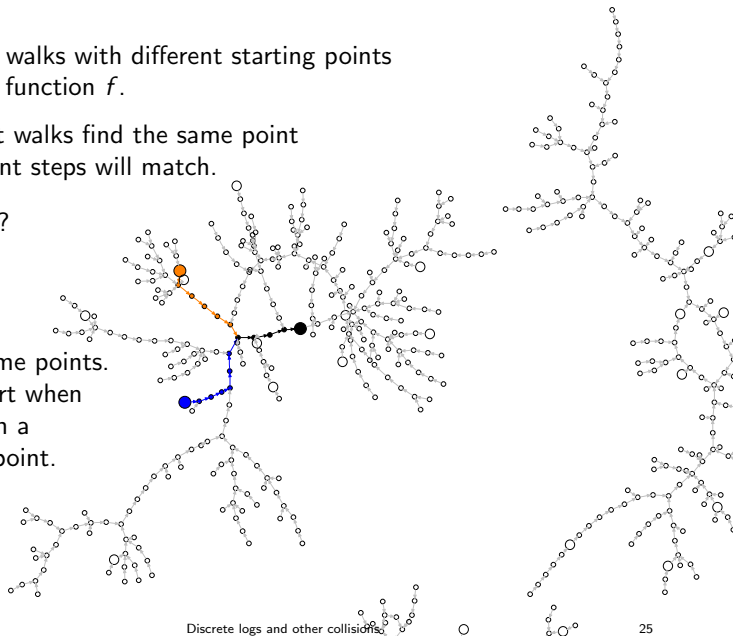 walks with different starting points
function f.
t walks find the same point
nt steps will match.
?
me points.
rt when
n a
point.
Discrete logs and other collisions
25